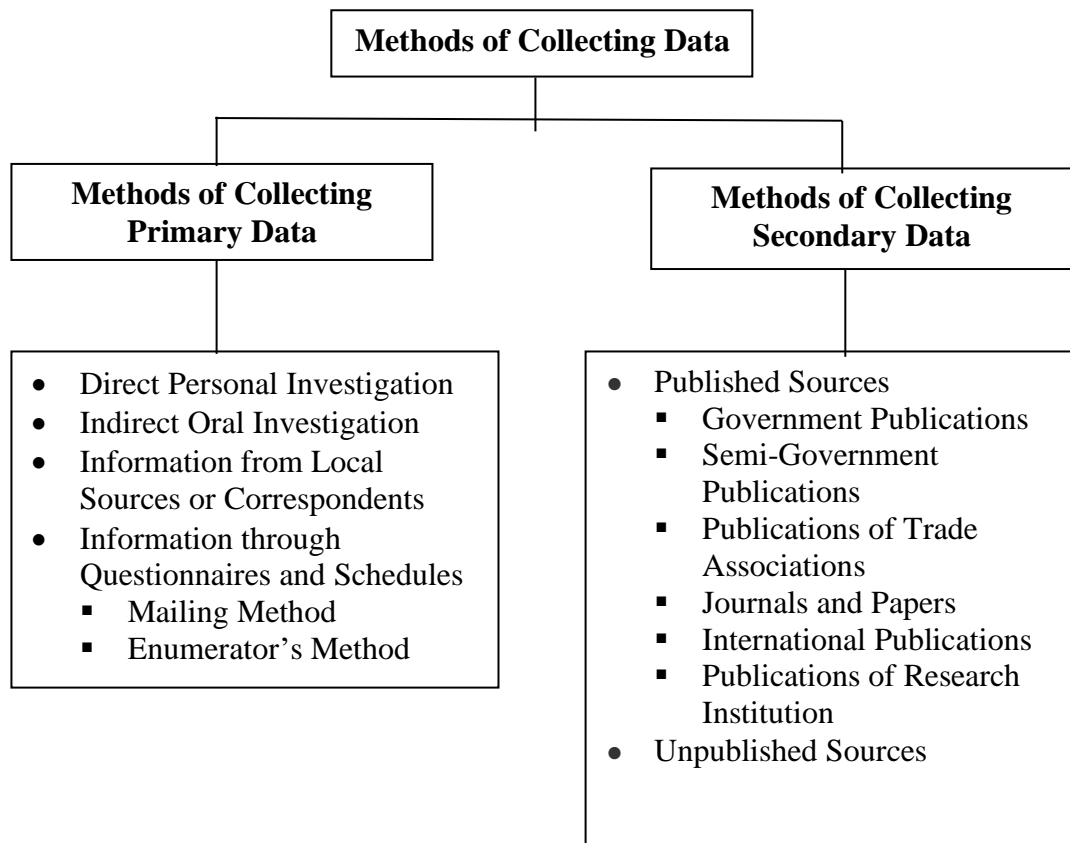 Methods of Collecting Data
Methods of Collecting
Primary Data
Methods of Collecting
Secondary Data
● Direct Personal Investigation
● Indirect Oral Investigation
● Information from Local
Sources or Correspondents
● Information through
Questionnaires and Schedules
▪ Mailing Method
▪ Enumerator’s Method
● Published Sources
▪ Government Publications
▪ Semi-Government
Publications
▪ Publications of Trade
Associations
▪ Journals and Papers
▪ International Publications
▪ Publications of Research
Institution
● Unpublished Sources